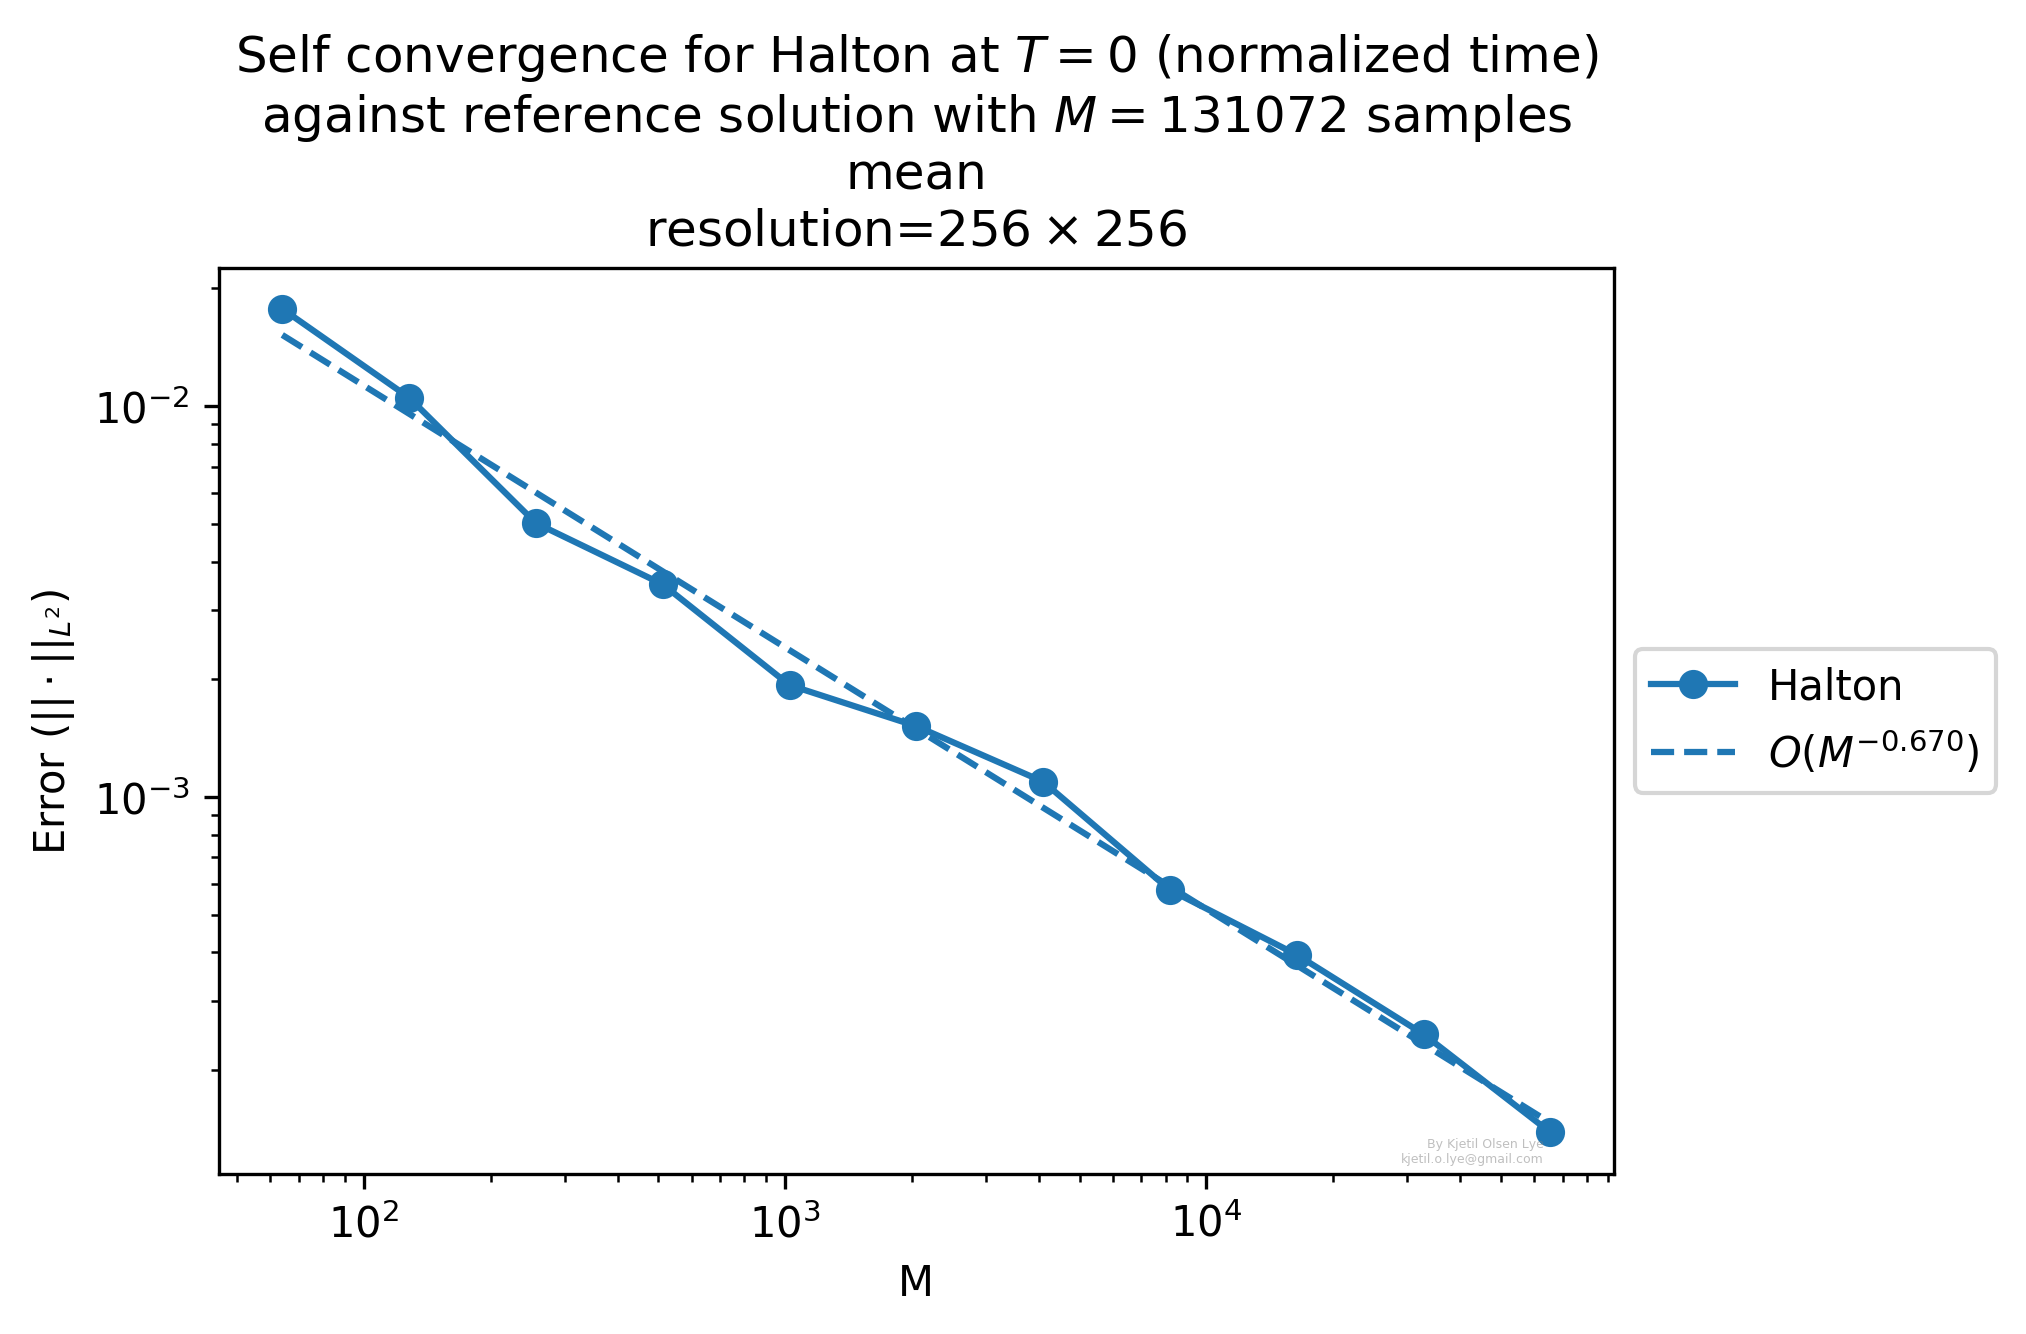 Self convergence for Halton at T = 0 (normalized time)
against reference solution with M = 131072 samples
mean
resolution=256 × 256
Error (|| · ||_{L^2})
10^{-2}
10^{-3}
10^2
10^3
10^4
M
Halton
O(M^{-0.670})
By Kjetil Olsen Lye
kjetil.o.lye@gmail.com